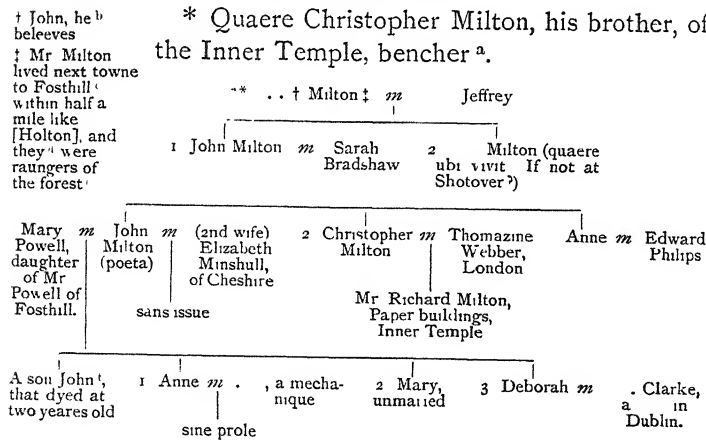 † John, he ᵇ
beleeves
‡ Mr Milton
lived next towne
to Fosthill ᶜ
within half a
mile like
[Holton], and
they ᵈ were
raungers of
the forest
* Quaere Christopher Milton, his brother, of
the Inner Temple, bencher ᵃ.
* . . † Milton ‡ m Jeffrey
1 John Milton m Sarah Bradshaw
2 Milton (quaere
ubi vivit If not at
Shotover?)
Mary m John m (2nd wife)
Powell, Milton Elizabeth
daughter (poeta) Minshull,
of Mr of Cheshire
Powell of
Fosthill.
sans issue
2 Christopher m Thomazine
Milton Webber,
London
Anne m Edward
Philips
Mr Richard Milton,
Paper buildings,
Inner Temple
A son John ᶠ,
that dyed at
two yeares old
1 Anne m . , a mecha-
nique
sine prole
2 Mary,
unmaried
3 Deborah m . Clarke,
a in
Dublin.